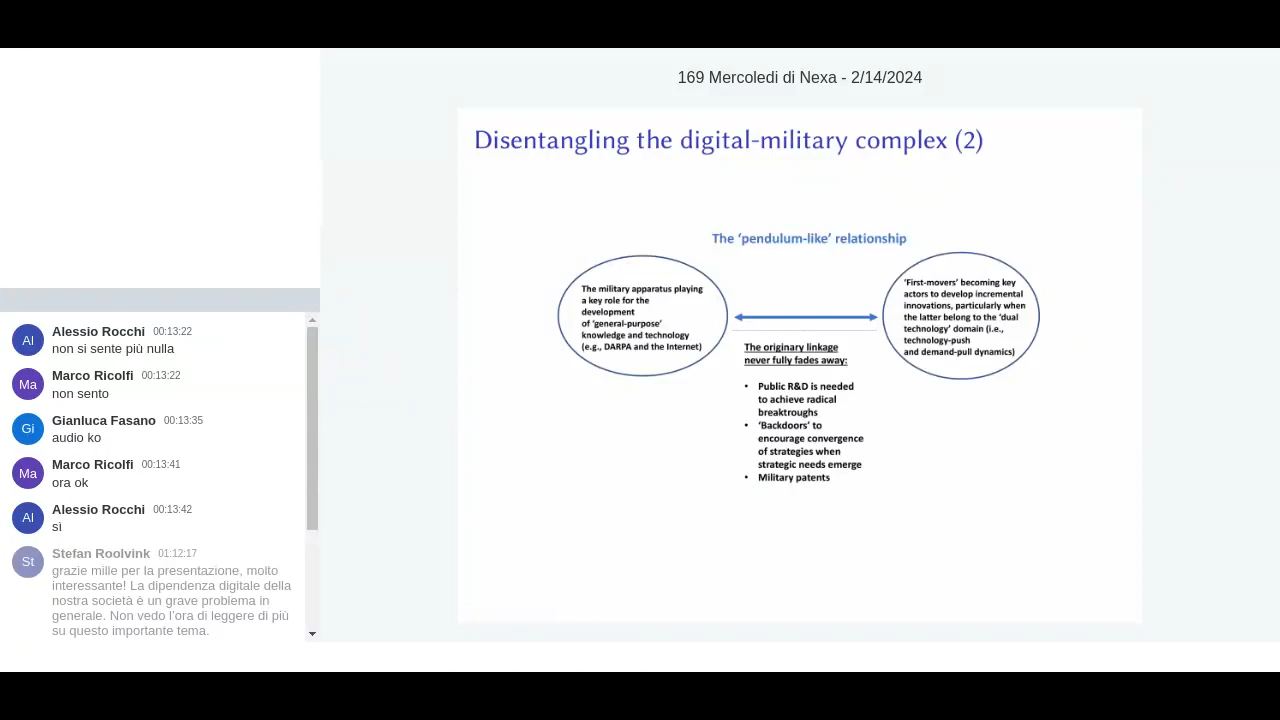 169 Mercoledi di Nexa - 2/14/2024
Disentangling the digital-military complex (2)
The ‘pendulum-like’ relationship
The military apparatus playing
a key role for the
development
of ‘general-purpose’
knowledge and technology
(e.g., DARPA and the Internet)
‘First-movers’ becoming key
actors to develop incremental
innovations, particularly when
the latter belong to the ‘dual
technology’ domain (i.e.,
technology-push
and demand-pull dynamics)
The originary linkage
never fully fades away:
• Public R&D is needed
to achieve radical
breaktroughs
• ‘Backdoors’ to
encourage convergence
of strategies when
strategic needs emerge
• Military patents
Al
Alessio Rocchi 00:13:22
non si sente più nulla
Ma
Marco Ricolfi 00:13:22
non sento
Gi
Gianluca Fasano 00:13:35
audio ko
Ma
Marco Ricolfi 00:13:41
ora ok
Al
Alessio Rocchi 00:13:42
sì
St
Stefan Roolvink 01:12:17
grazie mille per la presentazione, molto
interessante! La dipendenza digitale della
nostra società è un grave problema in
generale. Non vedo l'ora di leggere di più
su questo importante tema.